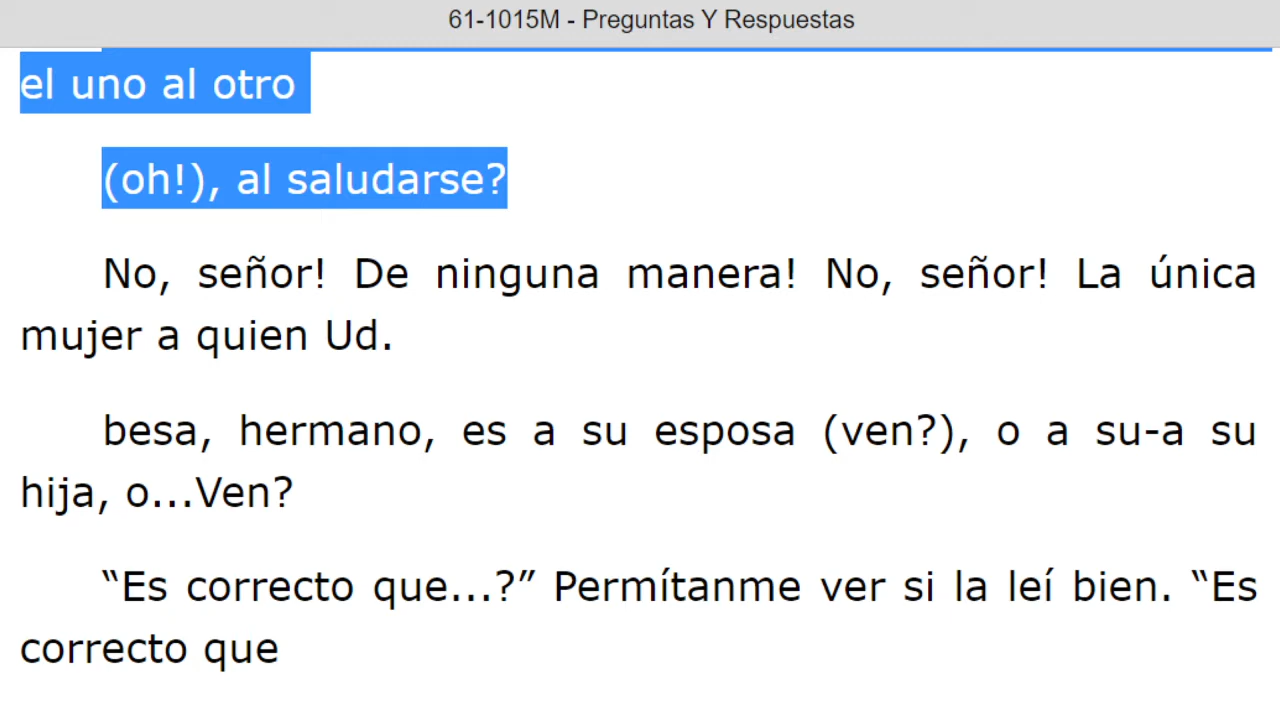 61-1015M - Preguntas Y Respuestas
el uno al otro
(oh!), al saludarse?
No, señor! De ninguna manera! No, señor! La única
mujer a quien Ud.
besa, hermano, es a su esposa (ven?), o a su-a su
hija, o...Ven?
“Es correcto que...?” Permítanme ver si la leí bien. “Es
correcto que